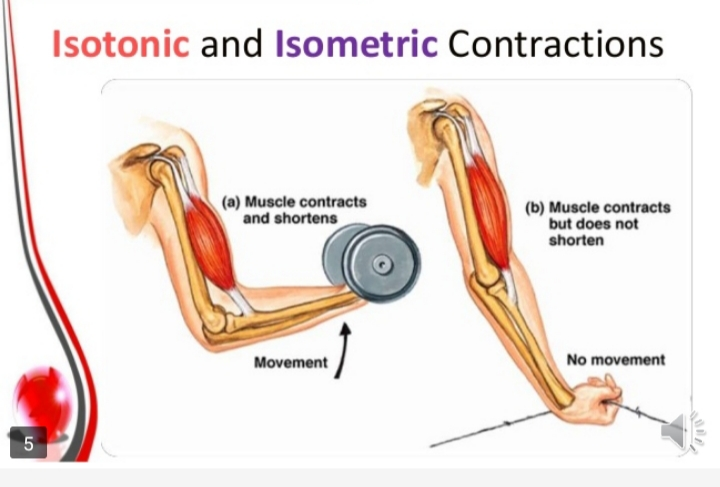 Isotonic and Isometric Contractions
(a) Muscle contracts
and shortens
Movement
(b) Muscle contracts
but does not
shorten
No movement
5